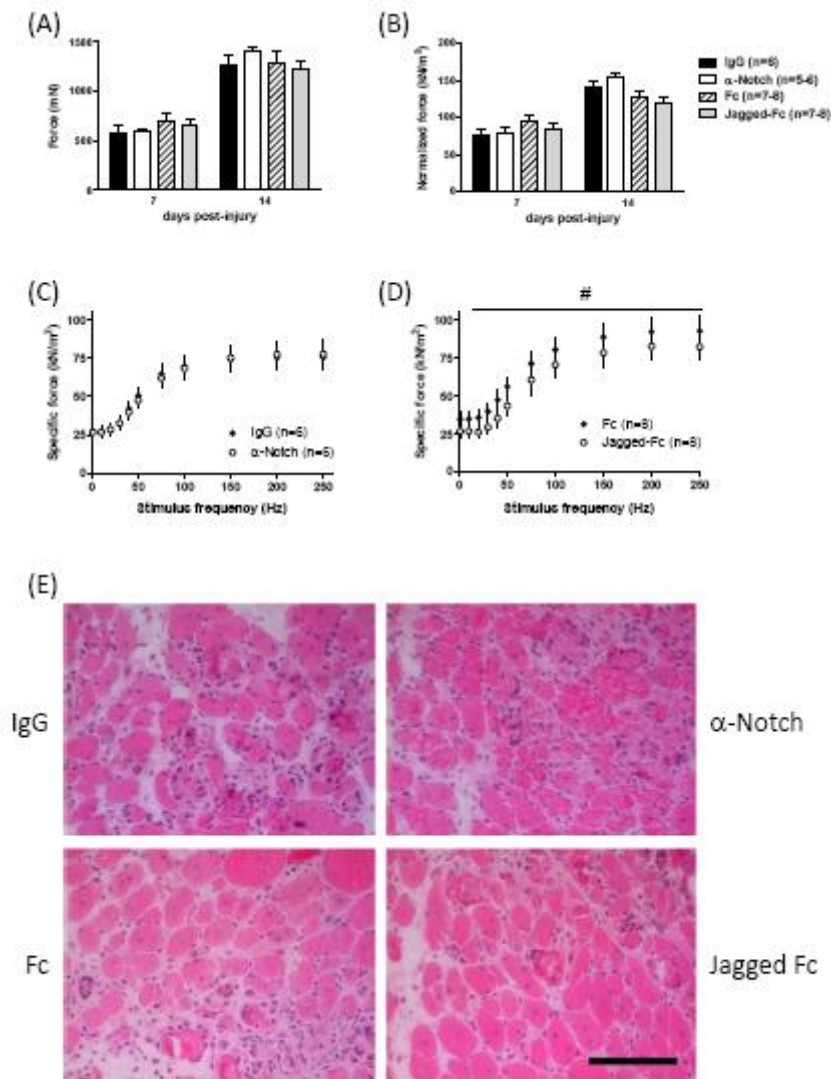 (A)
Force (mN)
1500
1000
500
0
7
14
days post-injury
(B)
Normalized force (kN/m²)
200
150
100
50
0
7
14
days post-injury
IgG (n=6)
α-Notch (n=5-6)
Fc (n=7-8)
Jagged-Fc (n=7-8)
(C)
Specific force (kN/m²)
100
75
50
25
0
0 50 100 150 200 250
IgG (n=6)
α-Notch (n=6)
Stimulus frequency (Hz)
(D)
#
Specific force (kN/m²)
100
75
50
25
0
0 50 100 150 200 250
Fc (n=8)
Jagged-Fc (n=8)
Stimulus frequency (Hz)
(E)
IgG
α-Notch
Fc
Jagged Fc